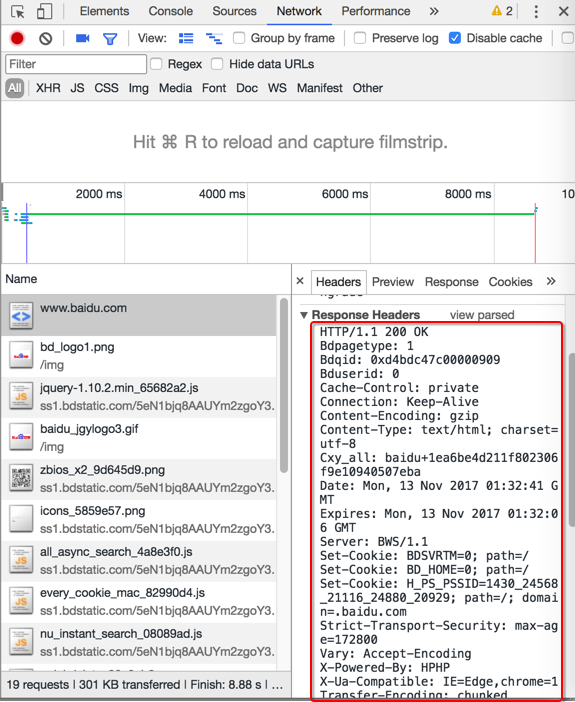 Elements Console Sources Network Performance » 2
View: Group by frame Preserve log Disable cache
Filter Regex Hide data URLs
All XHR JS CSS Img Media Font Doc WS Manifest Other
Hit ⌘ R to reload and capture filmstrip.
2000 ms 4000 ms 6000 ms 8000 ms 10
Name
www.baidu.com
bd_logo1.png
/img
jquery-1.10.2.min_65682a2.js
ss1.bdstatic.com/5eN1bjq8AAUYm2zgoY3.
baidu_jgylogo3.gif
/img
zbios_x2_9d645d9.png
ss1.bdstatic.com/5eN1bjq8AAUYm2zgoY3.
icons_5859e57.png
ss1.bdstatic.com/5eN1bjq8AAUYm2zgoY3.
all_async_search_4a8e3f0.js
ss1.bdstatic.com/5eN1bjq8AAUYm2zgoY3.
every_cookie_mac_82990d4.js
ss1.bdstatic.com/5eN1bjq8AAUYm2zgoY3.
nu_instant_search_08089ad.js
ss1.bdstatic.com/5eN1bjq8AAUYm2zgoY3.
19 requests | 301 KB transferred | Finish: 8.88 s | ...
× Headers Preview Response Cookies »
▼ Response Headers view parsed
HTTP/1.1 200 OK
Bdpagetype: 1
Bdqid: 0xd4bdc47c00000909
Bduserid: 0
Cache-Control: private
Connection: Keep-Alive
Content-Encoding: gzip
Content-Type: text/html; charset=
utf-8
Cxy_all: baidu+1ea6be4d211f802306
f9e10940507eba
Date: Mon, 13 Nov 2017 01:32:41 G
MT
Expires: Mon, 13 Nov 2017 01:32:0
6 GMT
Server: BWS/1.1
Set-Cookie: BDSVRTM=0; path=/
Set-Cookie: BD_HOME=0; path=/
Set-Cookie: H_PS_PSSID=1430_24568
_21116_24880_20929; path=/; domai
n=.baidu.com
Strict-Transport-Security: max-ag
e=172800
Vary: Accept-Encoding
X-Powered-By: HPHP
X-Ua-Compatible: IE=Edge,chrome=1
Transfer-Encoding: chunked